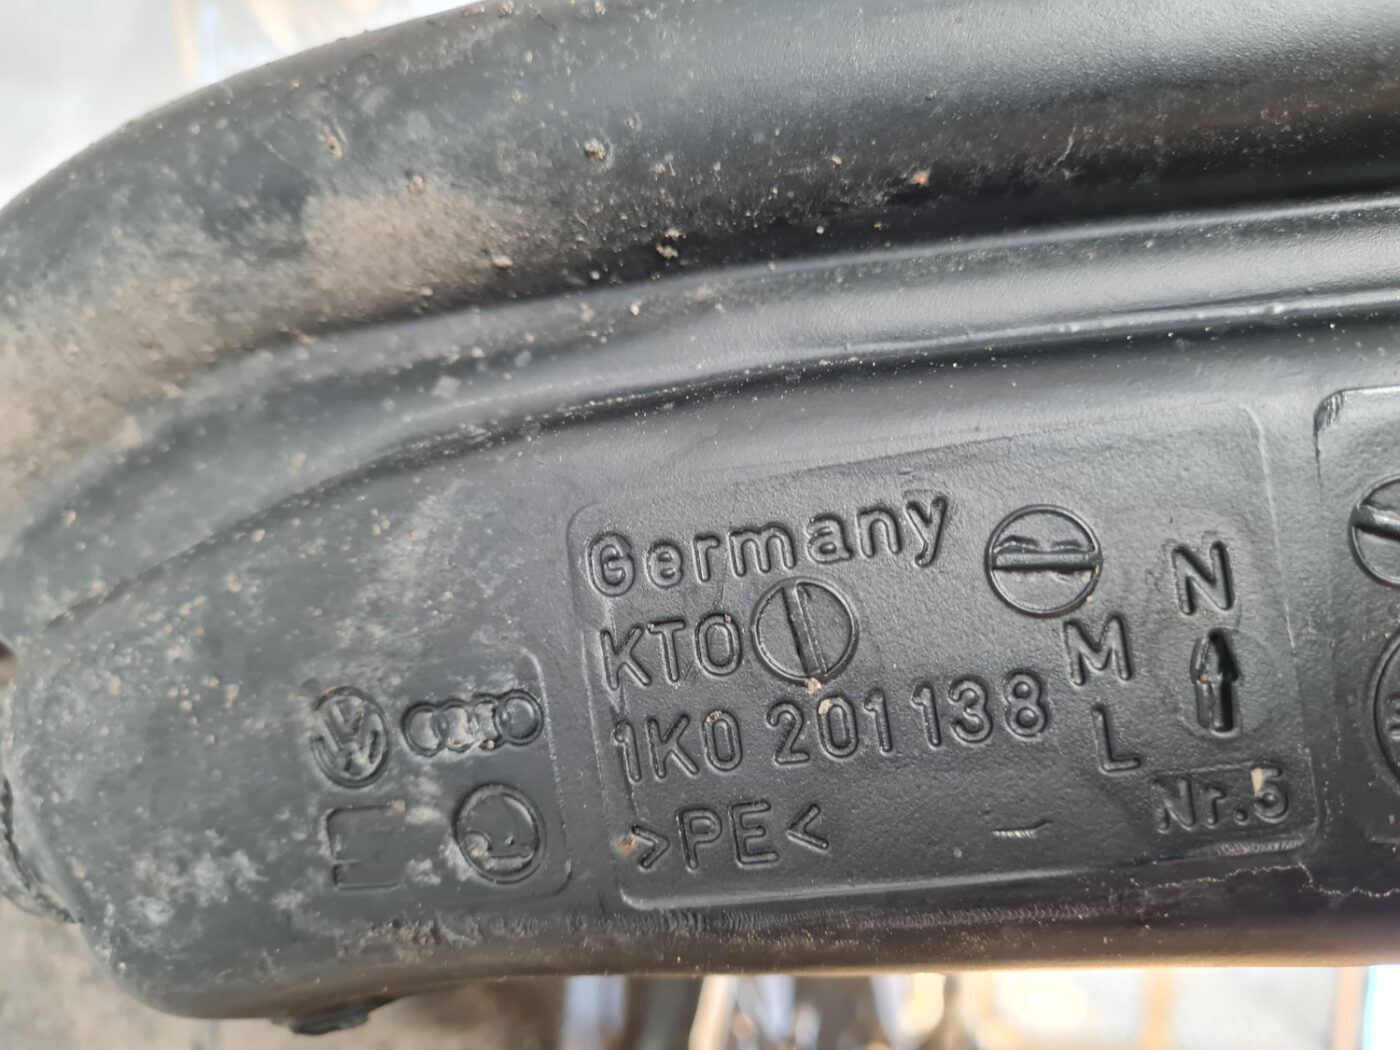 Germany
KTO
1K0 201 138
>PE<
N
M
L
Nr.5